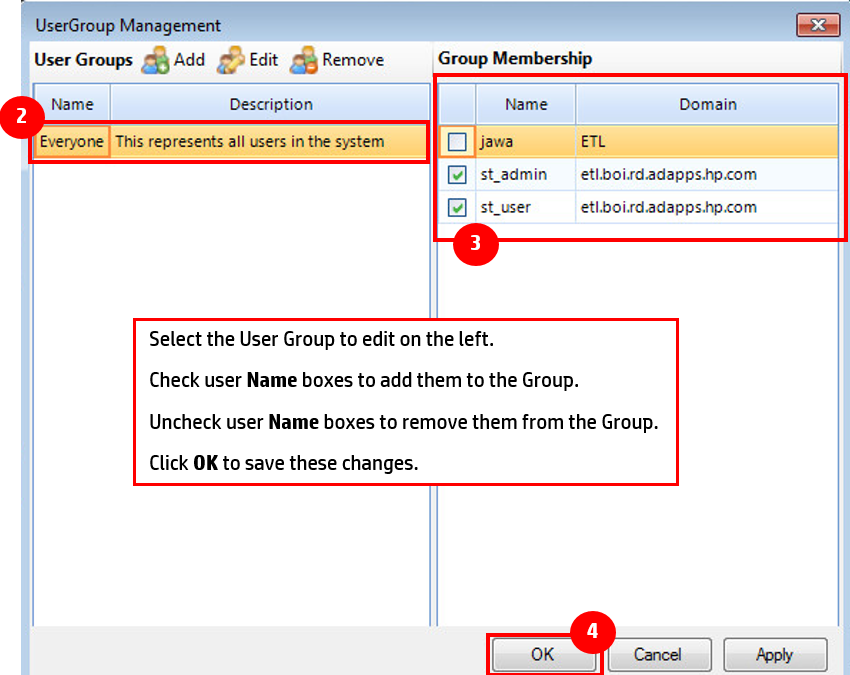 UserGroup Management
User Groups Add Edit Remove
Group Membership
Name Description
Name Domain
2
Everyone This represents all users in the system
jawa ETL
st_admin etl.boi.rd.adapps.hp.com
st_user etl.boi.rd.adapps.hp.com
3
Select the User Group to edit on the left.
Check user Name boxes to add them to the Group.
Uncheck user Name boxes to remove them from the Group.
Click OK to save these changes.
4
OK Cancel Apply